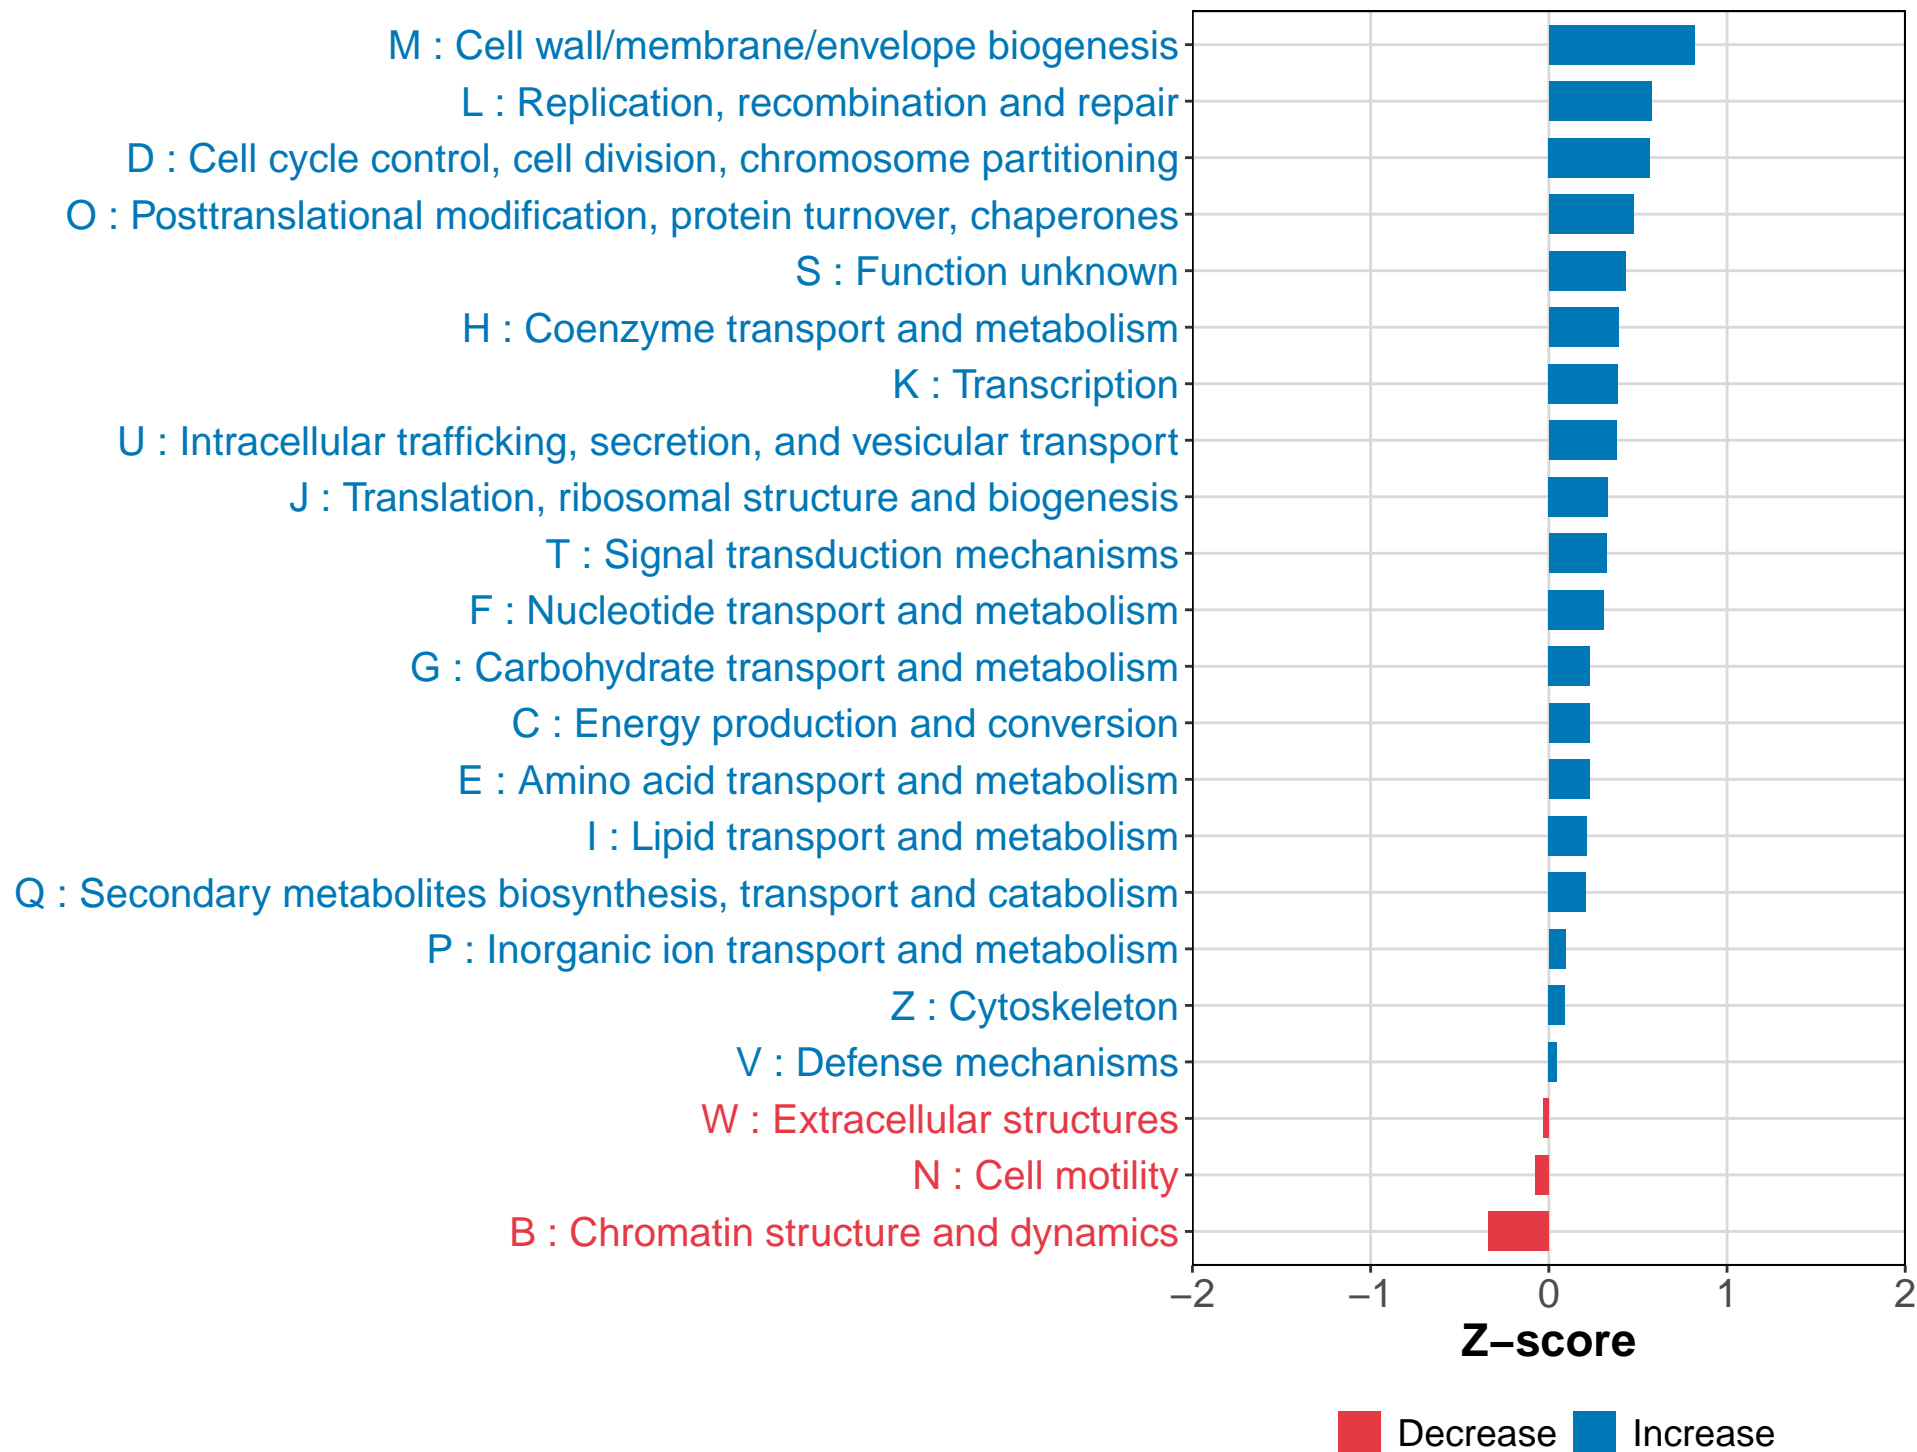 M : Cell wall/membrane/envelope biogenesis
L : Replication, recombination and repair
D : Cell cycle control, cell division, chromosome partitioning
O : Posttranslational modification, protein turnover, chaperones
S : Function unknown
H : Coenzyme transport and metabolism
K : Transcription
U : Intracellular trafficking, secretion, and vesicular transport
J : Translation, ribosomal structure and biogenesis
T : Signal transduction mechanisms
F : Nucleotide transport and metabolism
G : Carbohydrate transport and metabolism
C : Energy production and conversion
E : Amino acid transport and metabolism
I : Lipid transport and metabolism
Q : Secondary metabolites biosynthesis, transport and catabolism
P : Inorganic ion transport and metabolism
Z : Cytoskeleton
V : Defense mechanisms
W : Extracellular structures
N : Cell motility
B : Chromatin structure and dynamics
−2 −1 0 1 2
Z−score
Decrease Increase